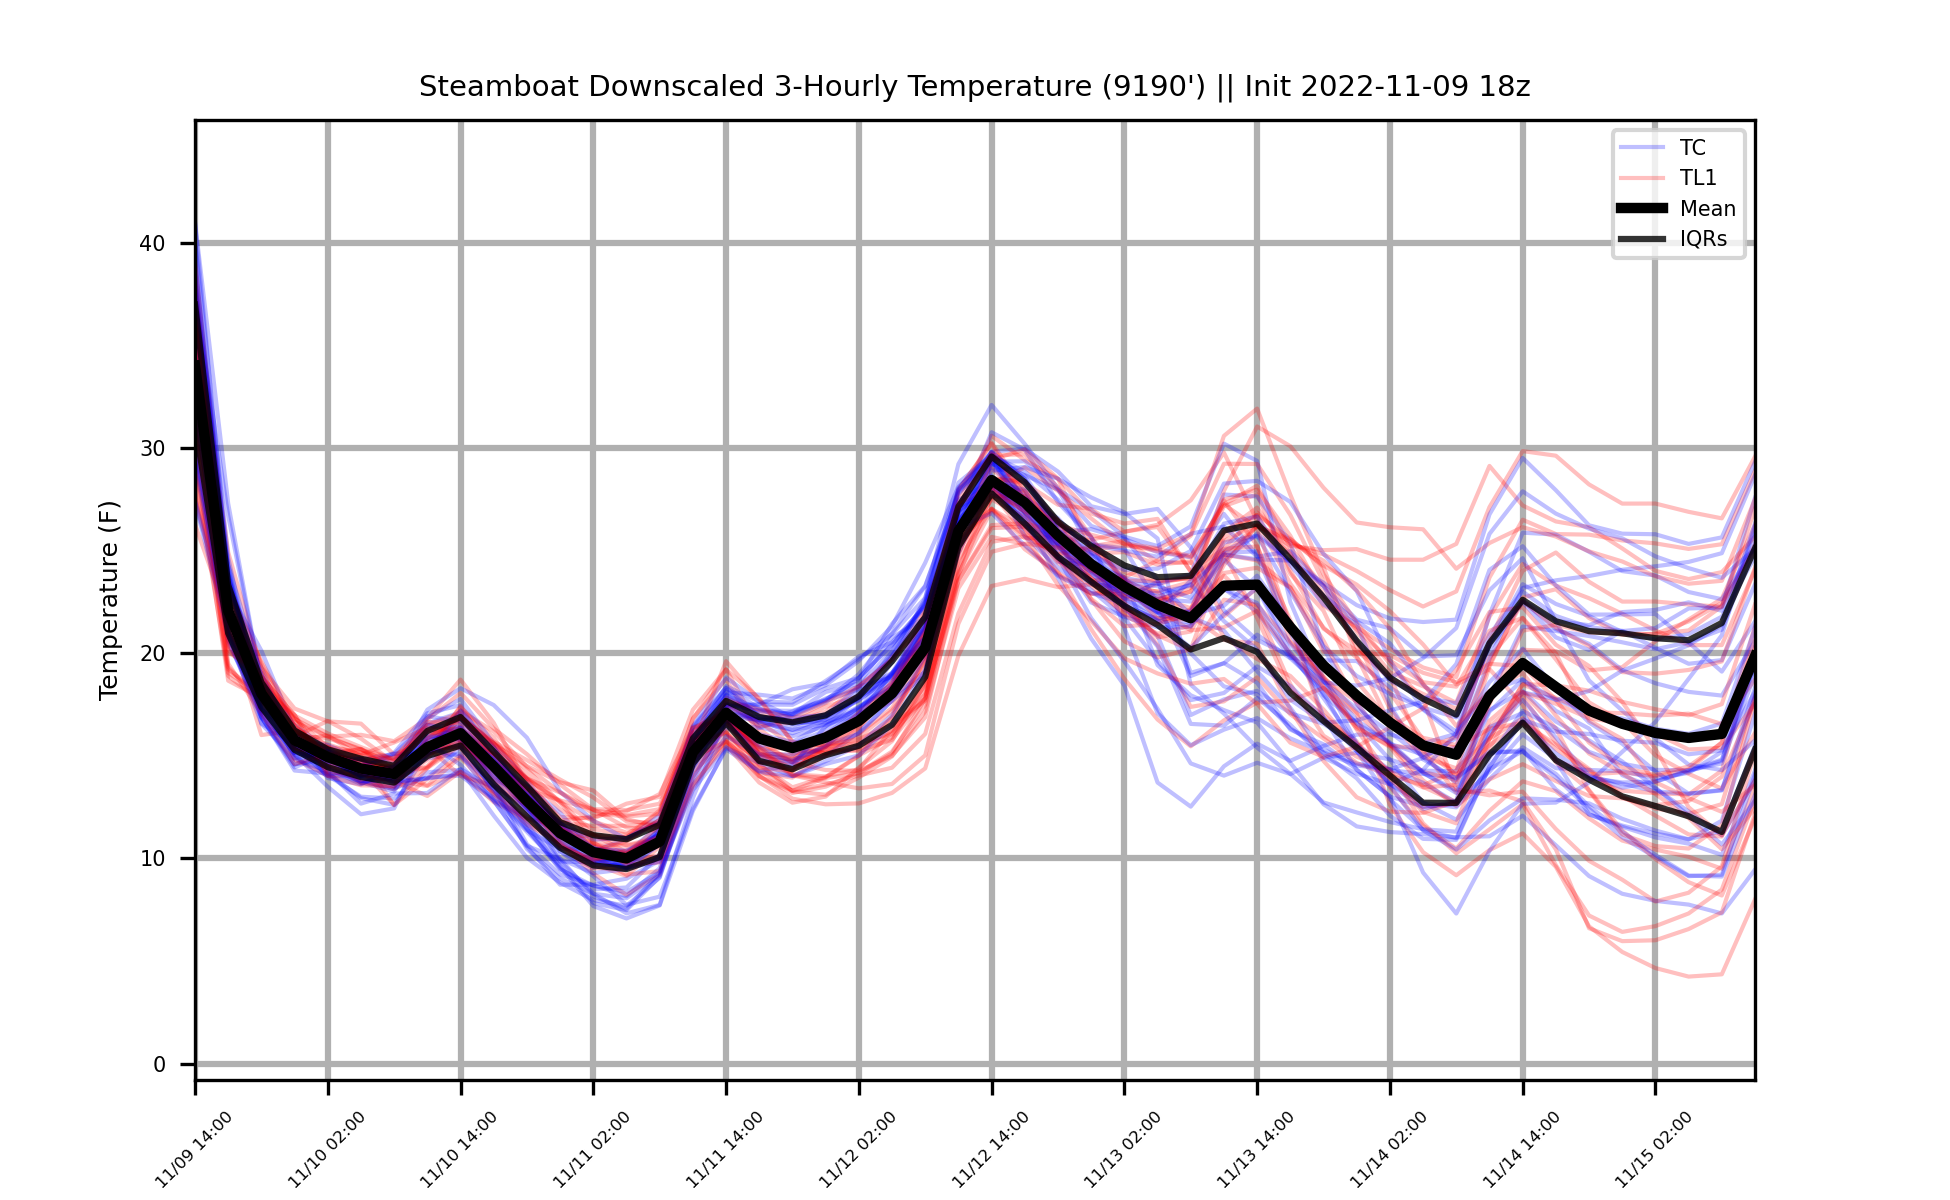 Steamboat Downscaled 3-Hourly Temperature (9190') || Init 2022-11-09 18z
TC
TL1
Mean
IQRs
Temperature (F)
40
30
20
10
0
11/09 14:00
11/10 02:00
11/10 14:00
11/11 02:00
11/11 14:00
11/12 02:00
11/12 14:00
11/13 02:00
11/13 14:00
11/14 02:00
11/14 14:00
11/15 02:00